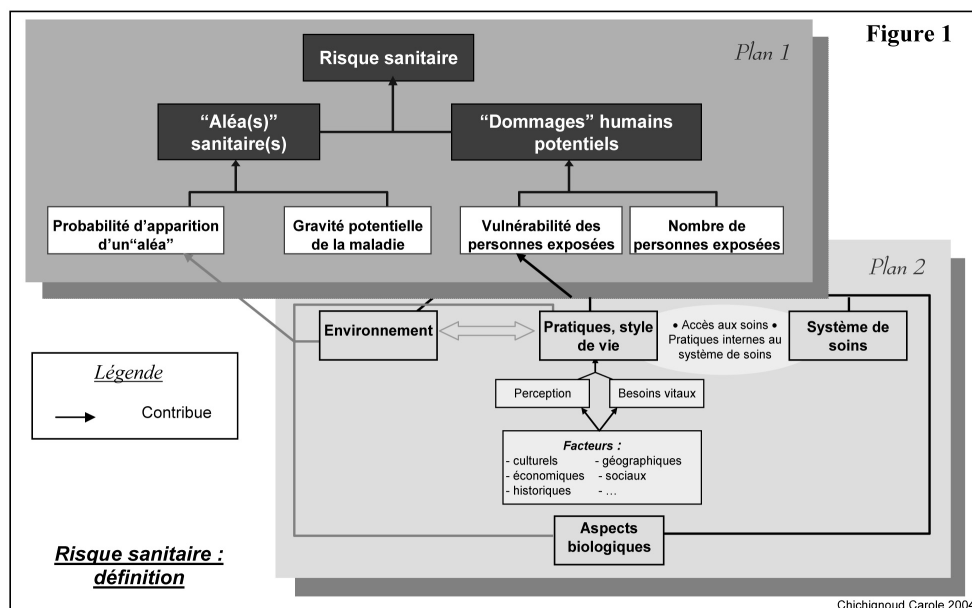 Figure 1
Plan 1
Risque sanitaire
“Aléa(s)”
sanitaire(s)
“Dommages” humains
potentiels
Probabilité d’apparition
d’un“aléa”
Gravité potentielle
de la maladie
Vulnérabilité des
personnes exposées
Nombre de
personnes exposées
Plan 2
Environnement
Pratiques, style
de vie
• Accès aux soins •
Pratiques internes au
système de soins
Système de
soins
Légende
Contribue
Perception
Besoins vitaux
Facteurs :
- culturels - géographiques
- économiques - sociaux
- historiques - ...
Aspects
biologiques
Risque sanitaire :
définition
Chichignoud Carole 2004